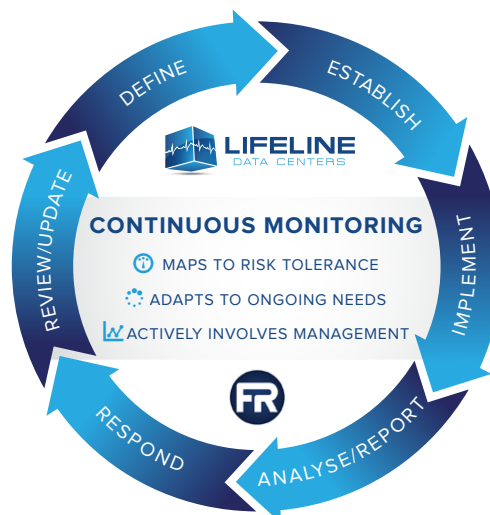 DEFINE
ESTABLISH
IMPLEMENT
ANALYSE/REPORT
RESPOND
REVIEW/UPDATE
LIFELINE
DATA CENTERS
CONTINUOUS MONITORING
MAPS TO RISK TOLERANCE
ADAPTS TO ONGOING NEEDS
ACTIVELY INVOLVES MANAGEMENT
FR